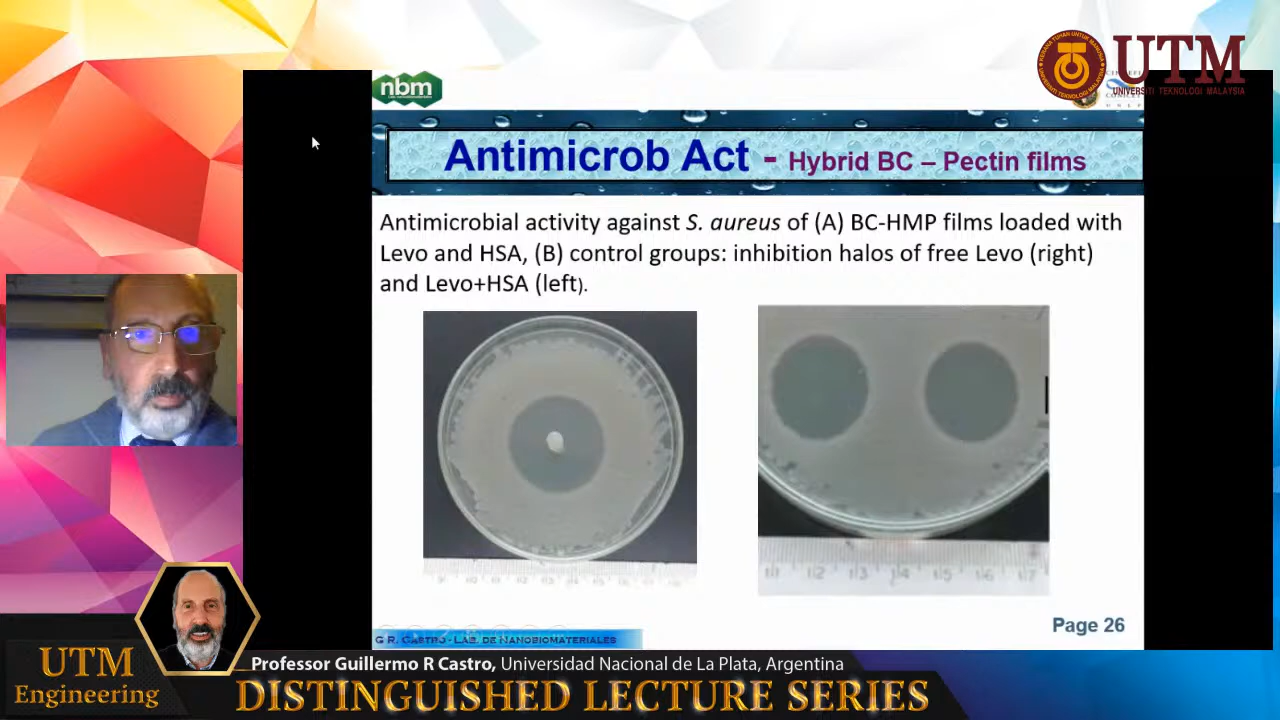 nbm
UTM
UNIVERSITI TEKNOLOGI MALAYSIA
Antimicrob Act - Hybrid BC – Pectin films
Antimicrobial activity against S. aureus of (A) BC-HMP films loaded with
Levo and HSA, (B) control groups: inhibition halos of free Levo (right)
and Levo+HSA (left).
Page 26
G R. Castro - Lab. de Nanobiomateriales
UTM
Engineering
Professor Guillermo R Castro, Universidad Nacional de La Plata, Argentina
DISTINGUISHED LECTURE SERIES